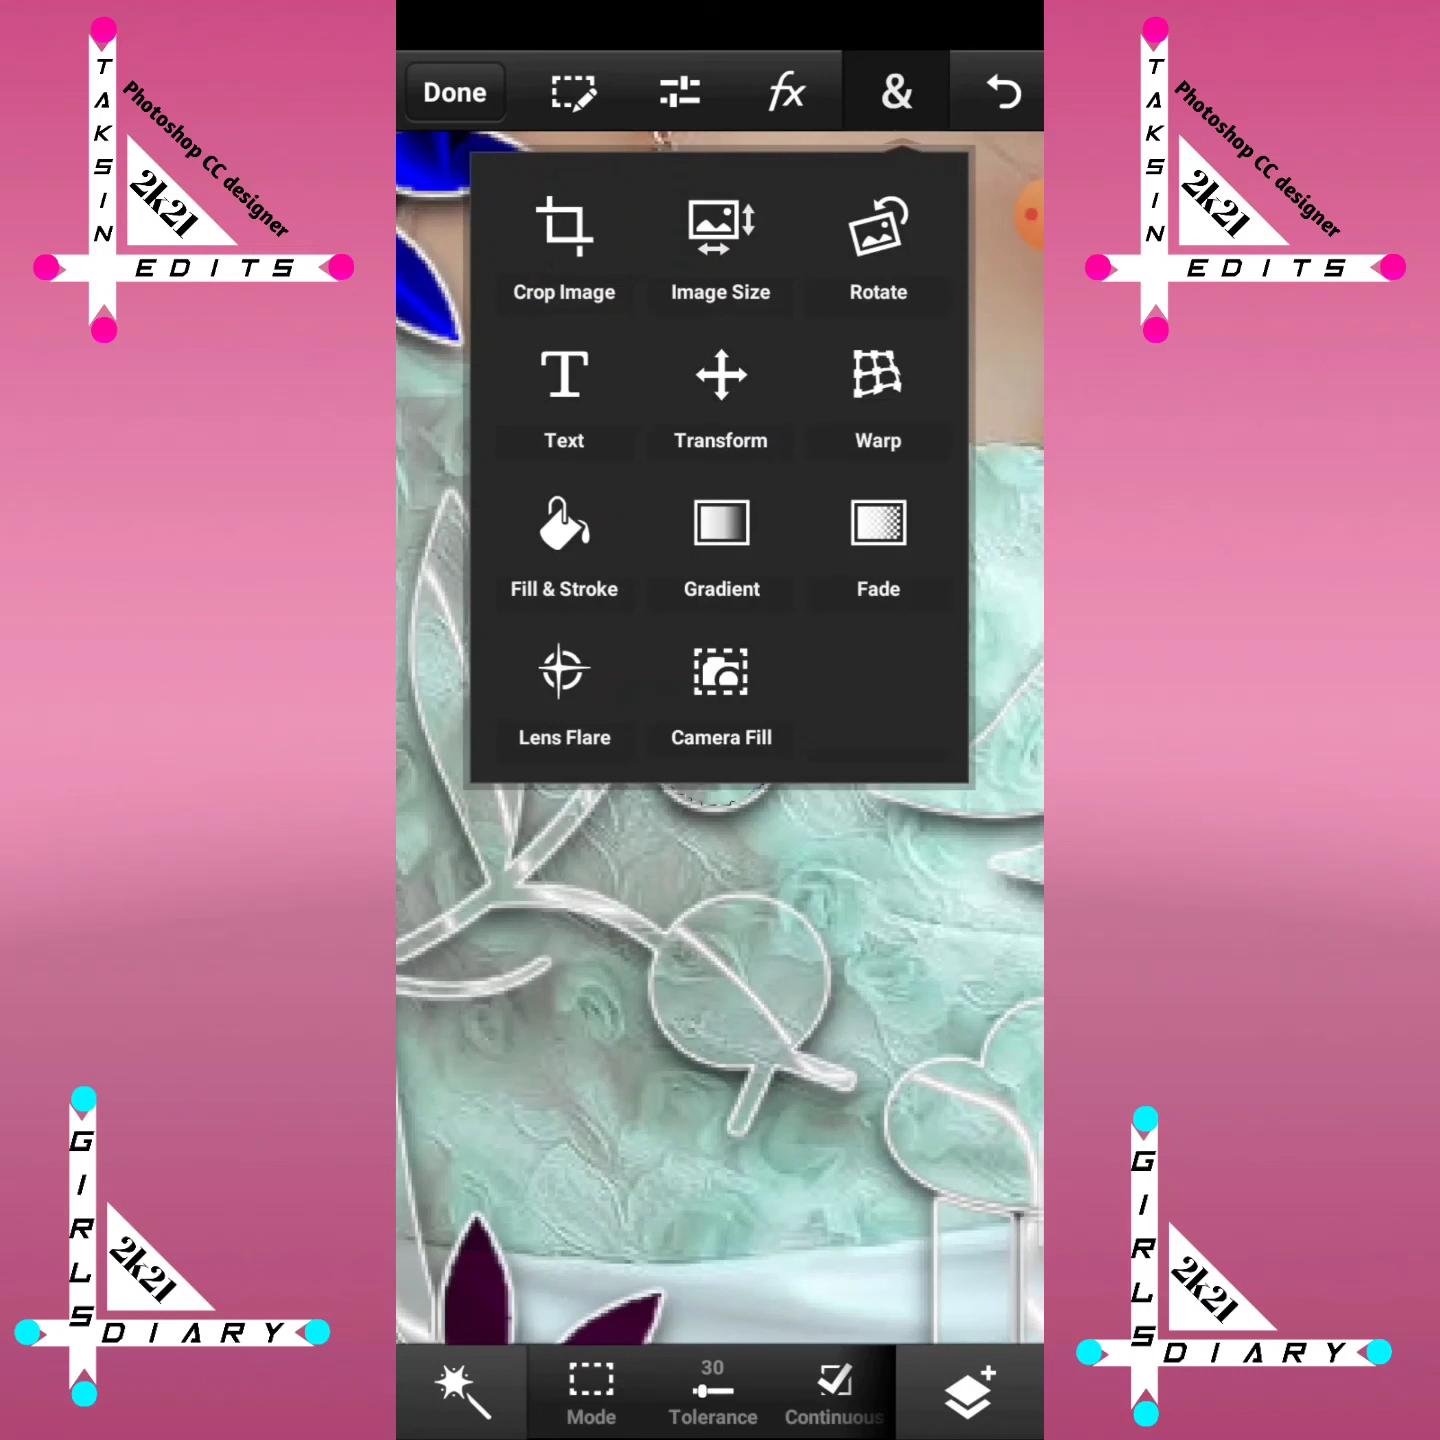 TAKSIN
Photoshop CC designer
2k21
EDITS
Done
fx
&
TAKSIN
Photoshop CC designer
2k21
EDITS
Crop Image
Image Size
Rotate
T
Text
Transform
Warp
Fill & Stroke
Gradient
Fade
Lens Flare
Camera Fill
GIRLS
2k21
DIARY
30
Mode
Tolerance
Continuous
GIRLS
2k21
DIARY